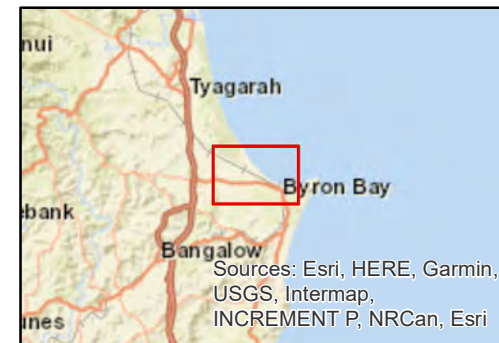 nui
Tyagarah
Byron Bay
bank
Bangalow
Sources: Esri, HERE, Garmin,
USGS, Intermap,
INCREMENT P, NRCan, Esri
nes